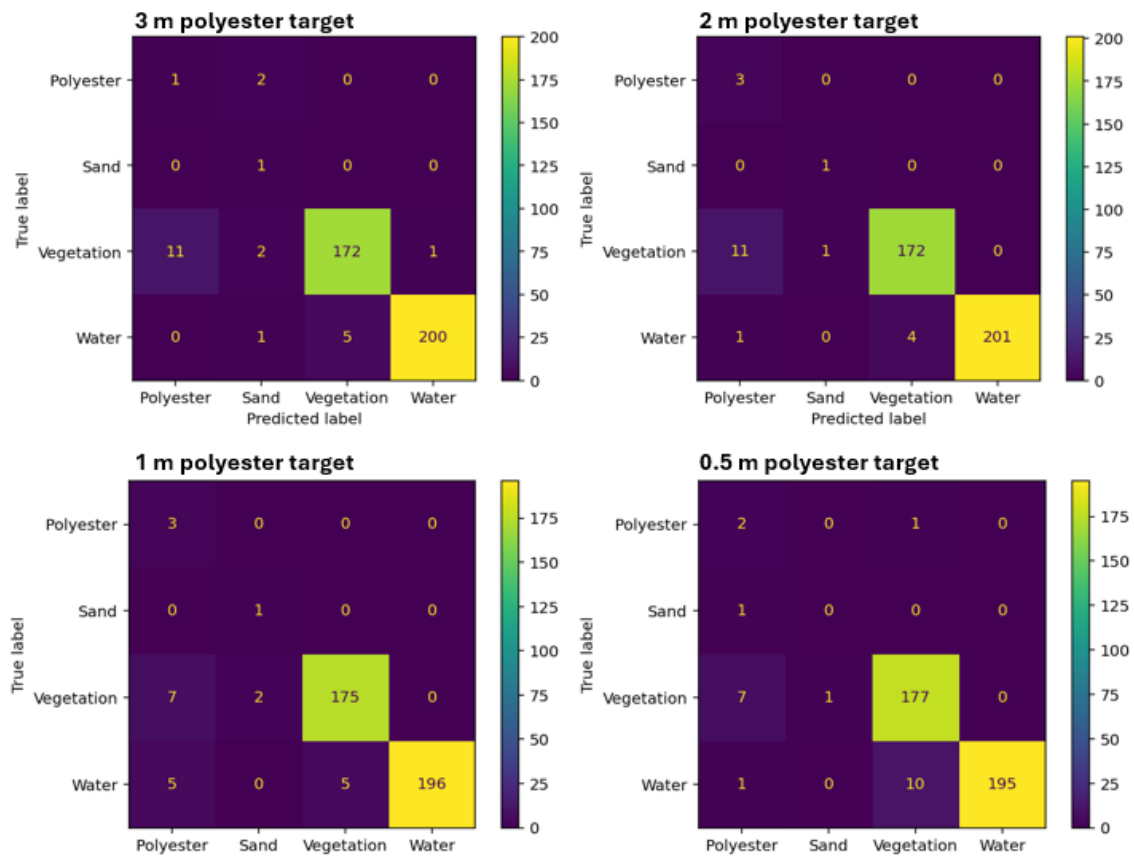 3 m polyester target
True label
Polyester 1 2 0 0
Sand 0 1 0 0
Vegetation 11 2 172 1
Water 0 1 5 200
Polyester Sand Vegetation Water
Predicted label
200
175
150
125
100
75
50
25
0
2 m polyester target
True label
Polyester 3 0 0 0
Sand 0 1 0 0
Vegetation 11 1 172 0
Water 1 0 4 201
Polyester Sand Vegetation Water
Predicted label
200
175
150
125
100
75
50
25
0
1 m polyester target
True label
Polyester 3 0 0 0
Sand 0 1 0 0
Vegetation 7 2 175 0
Water 5 0 5 196
Polyester Sand Vegetation Water
175
150
125
100
75
50
25
0
0.5 m polyester target
True label
Polyester 2 0 1 0
Sand 1 0 0 0
Vegetation 7 1 177 0
Water 1 0 10 195
Polyester Sand Vegetation Water
175
150
125
100
75
50
25
0